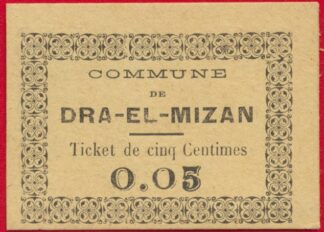 COMMUNE
DE
DRA-EL-MIZAN
Ticket de cinq Centimes
0.05